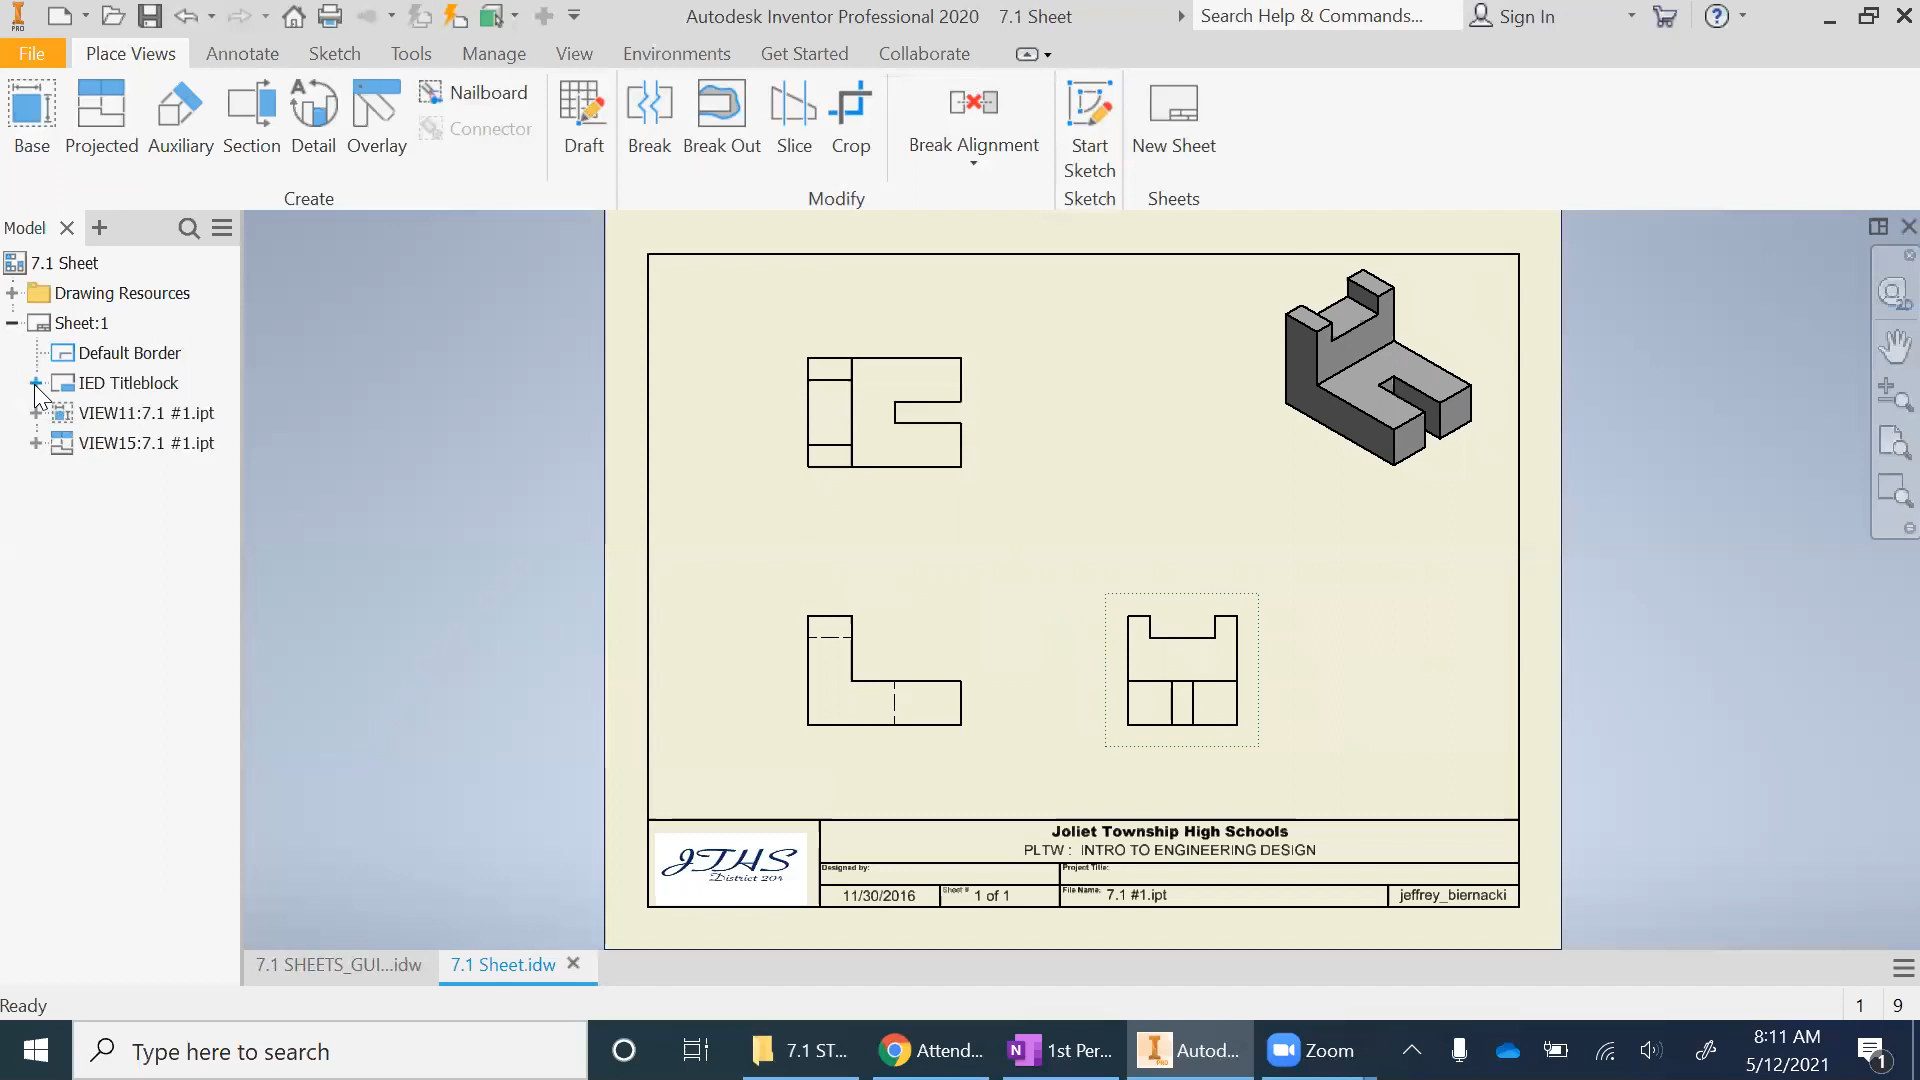 Autodesk Inventor Professional 2020 7.1 Sheet
Search Help & Commands...
Sign In
File
Place Views
Annotate
Sketch
Tools
Manage
View
Environments
Get Started
Collaborate
Base
Projected
Auxiliary
Section
Detail
Overlay
Nailboard
Connector
Draft
Break
Break Out
Slice
Crop
Break Alignment
Start Sketch
New Sheet
Create
Modify
Sketch
Sheets
Model
7.1 Sheet
Drawing Resources
Sheet:1
Default Border
IED Titleblock
VIEW11:7.1 #1.ipt
VIEW15:7.1 #1.ipt
JTHS
District 204
Joliet Township High Schools
PLTW : INTRO TO ENGINEERING DESIGN
Designed by:
Project Title:
11/30/2016
Sheet #
1 of 1
File Name:
7.1 #1.ipt
jeffrey_biernacki
7.1 SHEETS_GUI...idw
7.1 Sheet.idw
Ready
1 9
Type here to search
7.1 ST...
Attend...
1st Per...
Autod...
Zoom
8:11 AM
5/12/2021
1